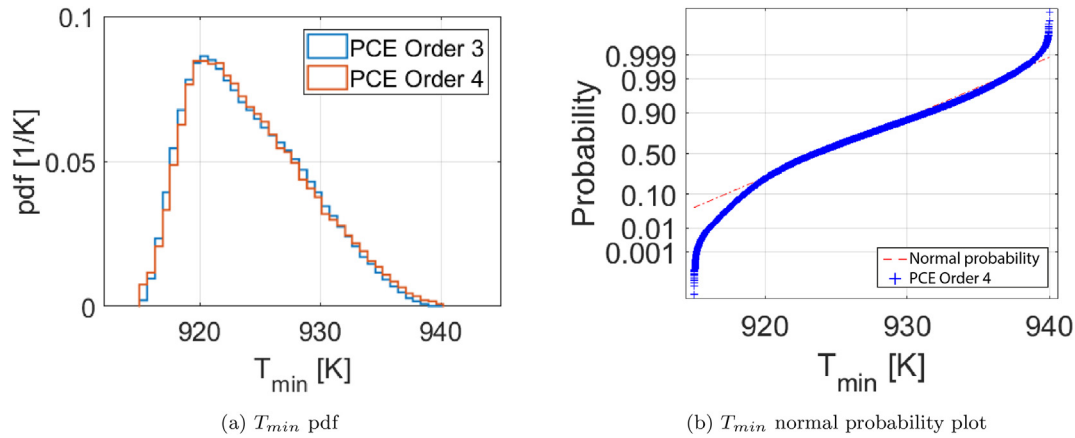 0.1
0.05
0
pdf [1/K]
PCE Order 3
PCE Order 4
920
930
940
T_min [K]
(a) T_min pdf
0.999
0.99
0.90
0.50
0.10
0.01
0.001
Probability
Normal probability
PCE Order 4
920
930
940
T_min [K]
(b) T_min normal probability plot